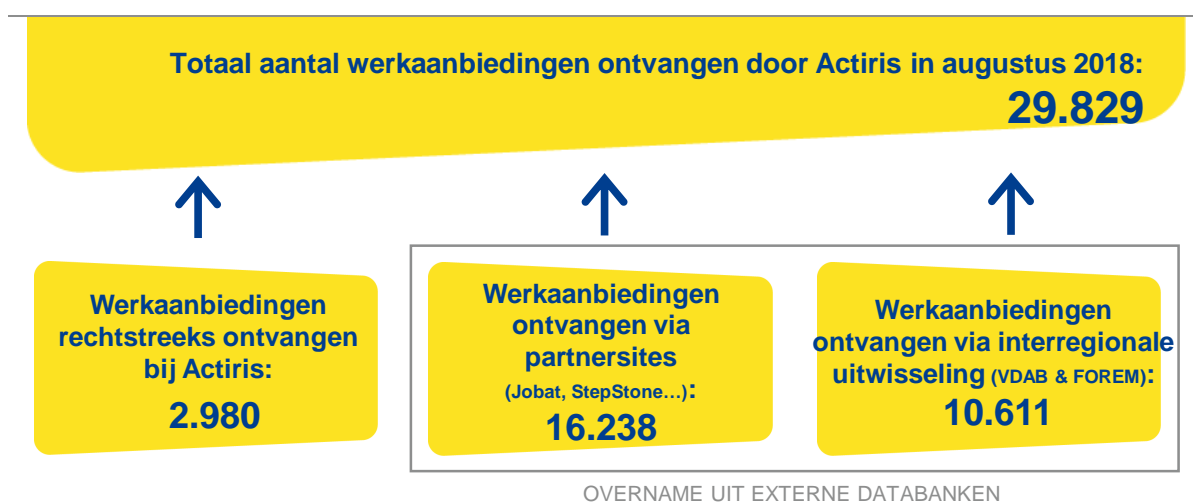 Totaal aantal werkaanbiedingen ontvangen door Actiris in augustus 2018:
29.829
Werkaanbiedingen
rechtstreeks ontvangen
bij Actiris:
2.980
Werkaanbiedingen
ontvangen via
partnersites
(Jobat, StepStone…):
16.238
Werkaanbiedingen
ontvangen via interregionale
uitwisseling (VDAB & FOREM):
10.611
OVERNAME UIT EXTERNE DATABANKEN